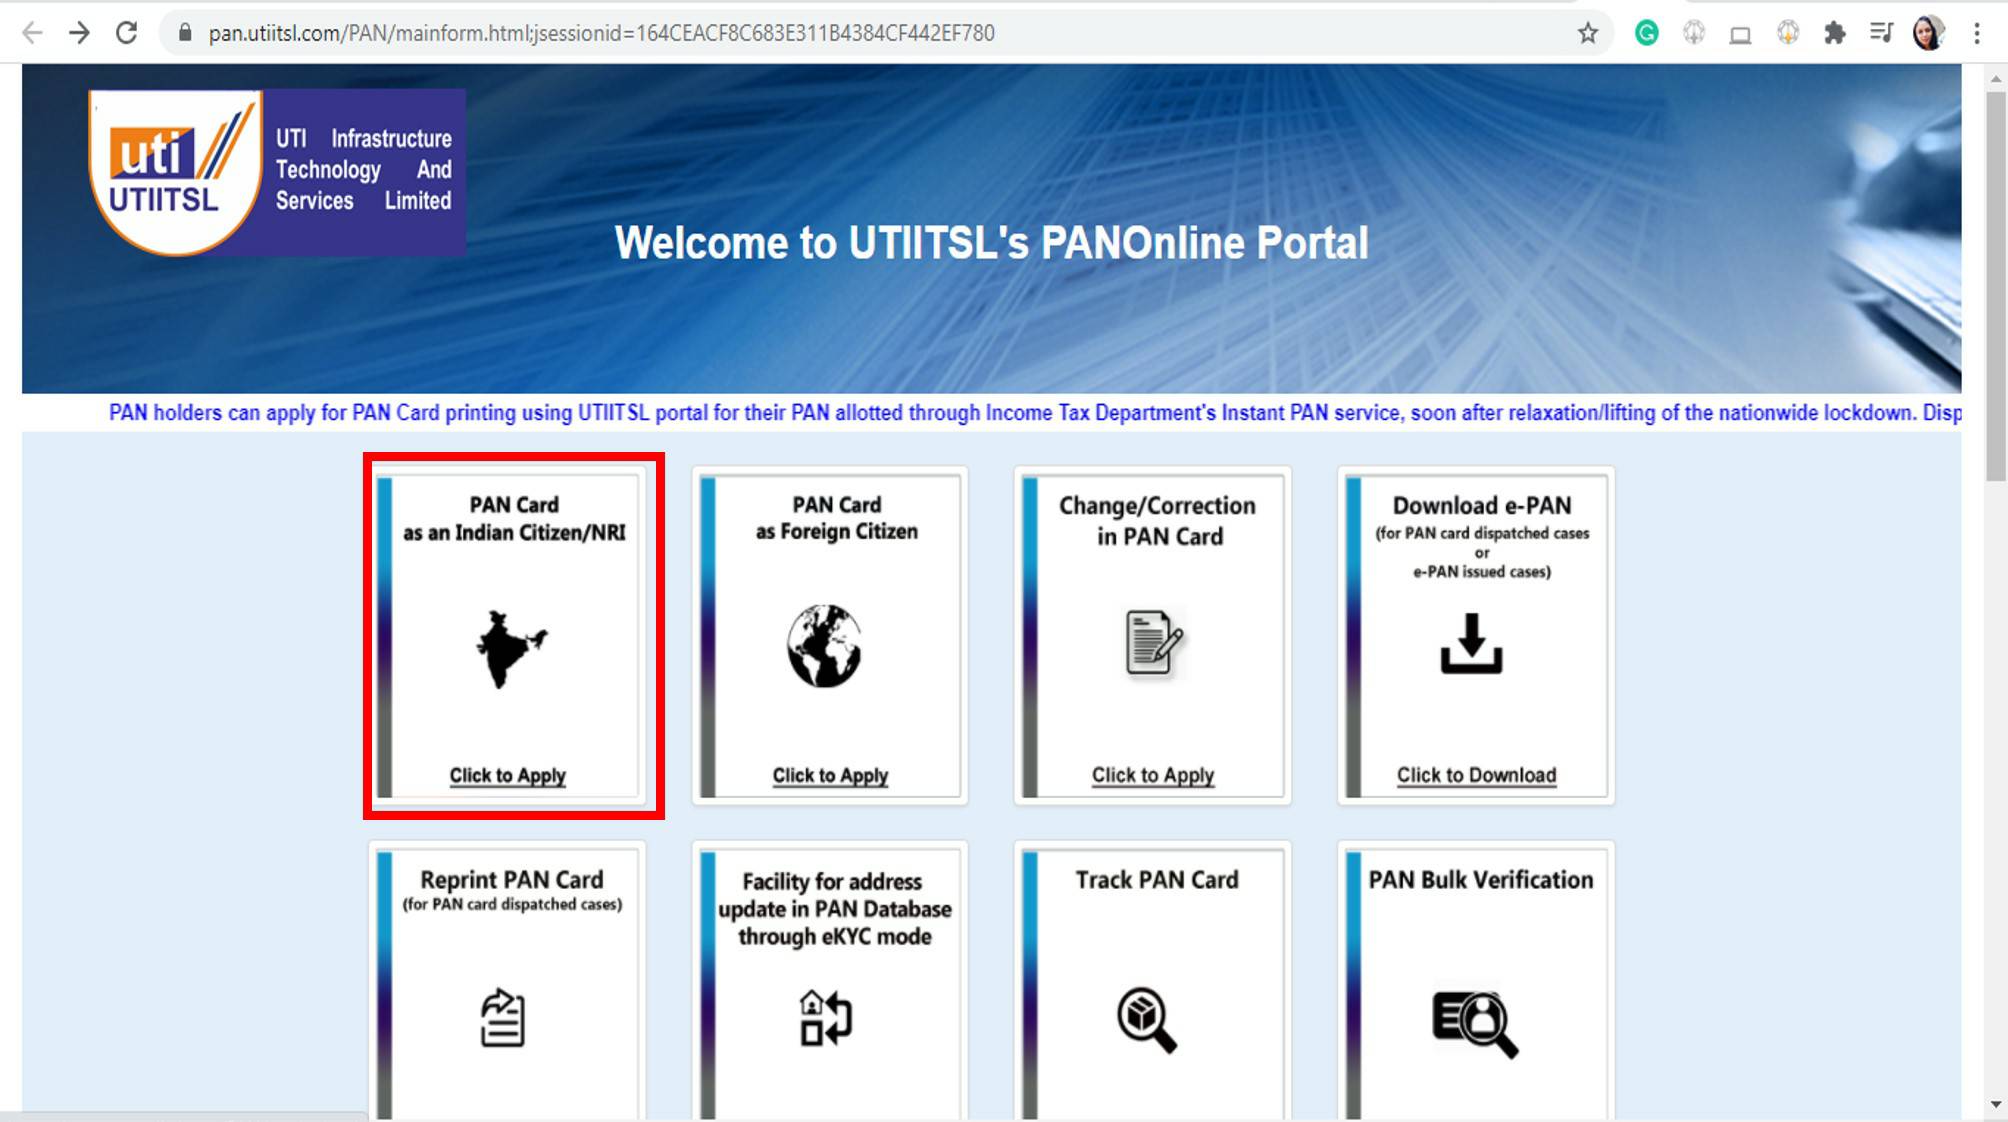 pan.utiitsl.com/PAN/mainform.html;jsessionid=164CEACF8C683E311B4384CF442EF780
uti
UTIITSL
UTI Infrastructure
Technology And
Services Limited
Welcome to UTIITSL's PANOnline Portal
PAN holders can apply for PAN Card printing using UTIITSL portal for their PAN allotted through Income Tax Department's Instant PAN service, soon after relaxation/lifting of the nationwide lockdown. Disp
PAN Card
as an Indian Citizen/NRI
Click to Apply
PAN Card
as Foreign Citizen
Click to Apply
Change/Correction
in PAN Card
Click to Apply
Download e-PAN
(for PAN card dispatched cases
or
e-PAN issued cases)
Click to Download
Reprint PAN Card
(for PAN card dispatched cases)
Facility for address
update in PAN Database
through eKYC mode
Track PAN Card
PAN Bulk Verification